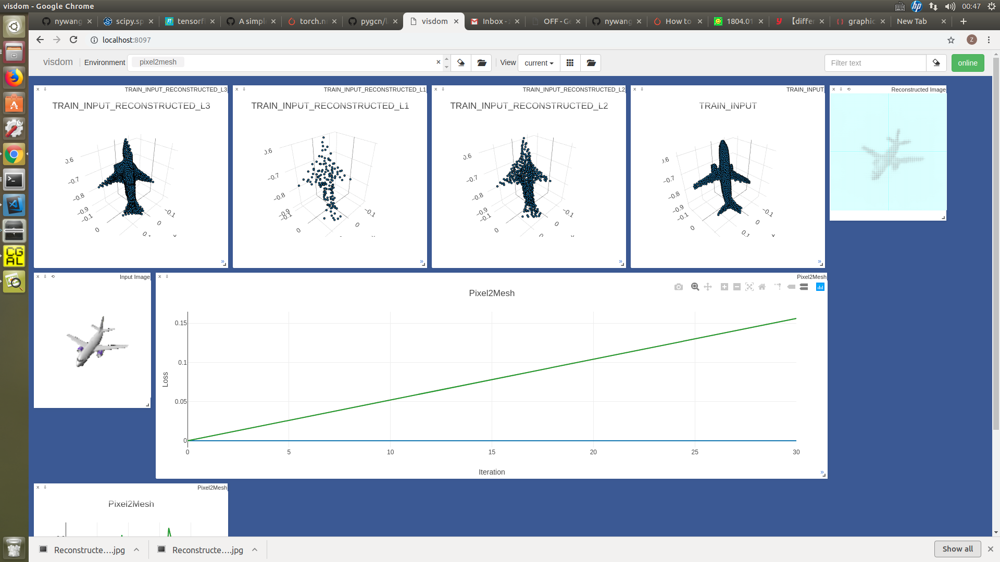 visdom - Google Chrome
00:47
nywang
scipy.sp
tensorfl
A simple
torch.n
pygcn/l
visdom
Inbox -
OFF - Ge
nywang
How to
1804.01
【differ
graphic
New Tab
localhost:8097
Z
visdom
Environment
pixel2mesh
View
current
Filter text
online
TRAIN_INPUT_RECONSTRUCTED_L3
TRAIN_INPUT_RECONSTRUCTED_L3
0.6
−0.7
−0.8
−0.9
−0.1
0
0.1
0
−0.1
x
TRAIN_INPUT_RECONSTRUCTED_L1
TRAIN_INPUT_RECONSTRUCTED_L1
0.6
−0.7
−0.8
−0.9
−0.1
0
0
−0.1
TRAIN_INPUT_RECONSTRUCTED_L2
TRAIN_INPUT_RECONSTRUCTED_L2
0.6
−0.7
−0.8
−0.9
−0.1
0
0
−0.1
TRAIN_INPUT
TRAIN_INPUT
−0.7
−0.8
−0.9
−0.1
0
0.1
0
−0.1
x
Reconstructed Image
Input Image
Pixel2Mesh
Pixel2Mesh
0.15
0.1
0.05
0
Loss
0
5
10
15
20
25
30
Iteration
Pixel2Mesh
Pixel2Mesh
Reconstructe....jpg
Reconstructe....jpg
Show all
CG
AL